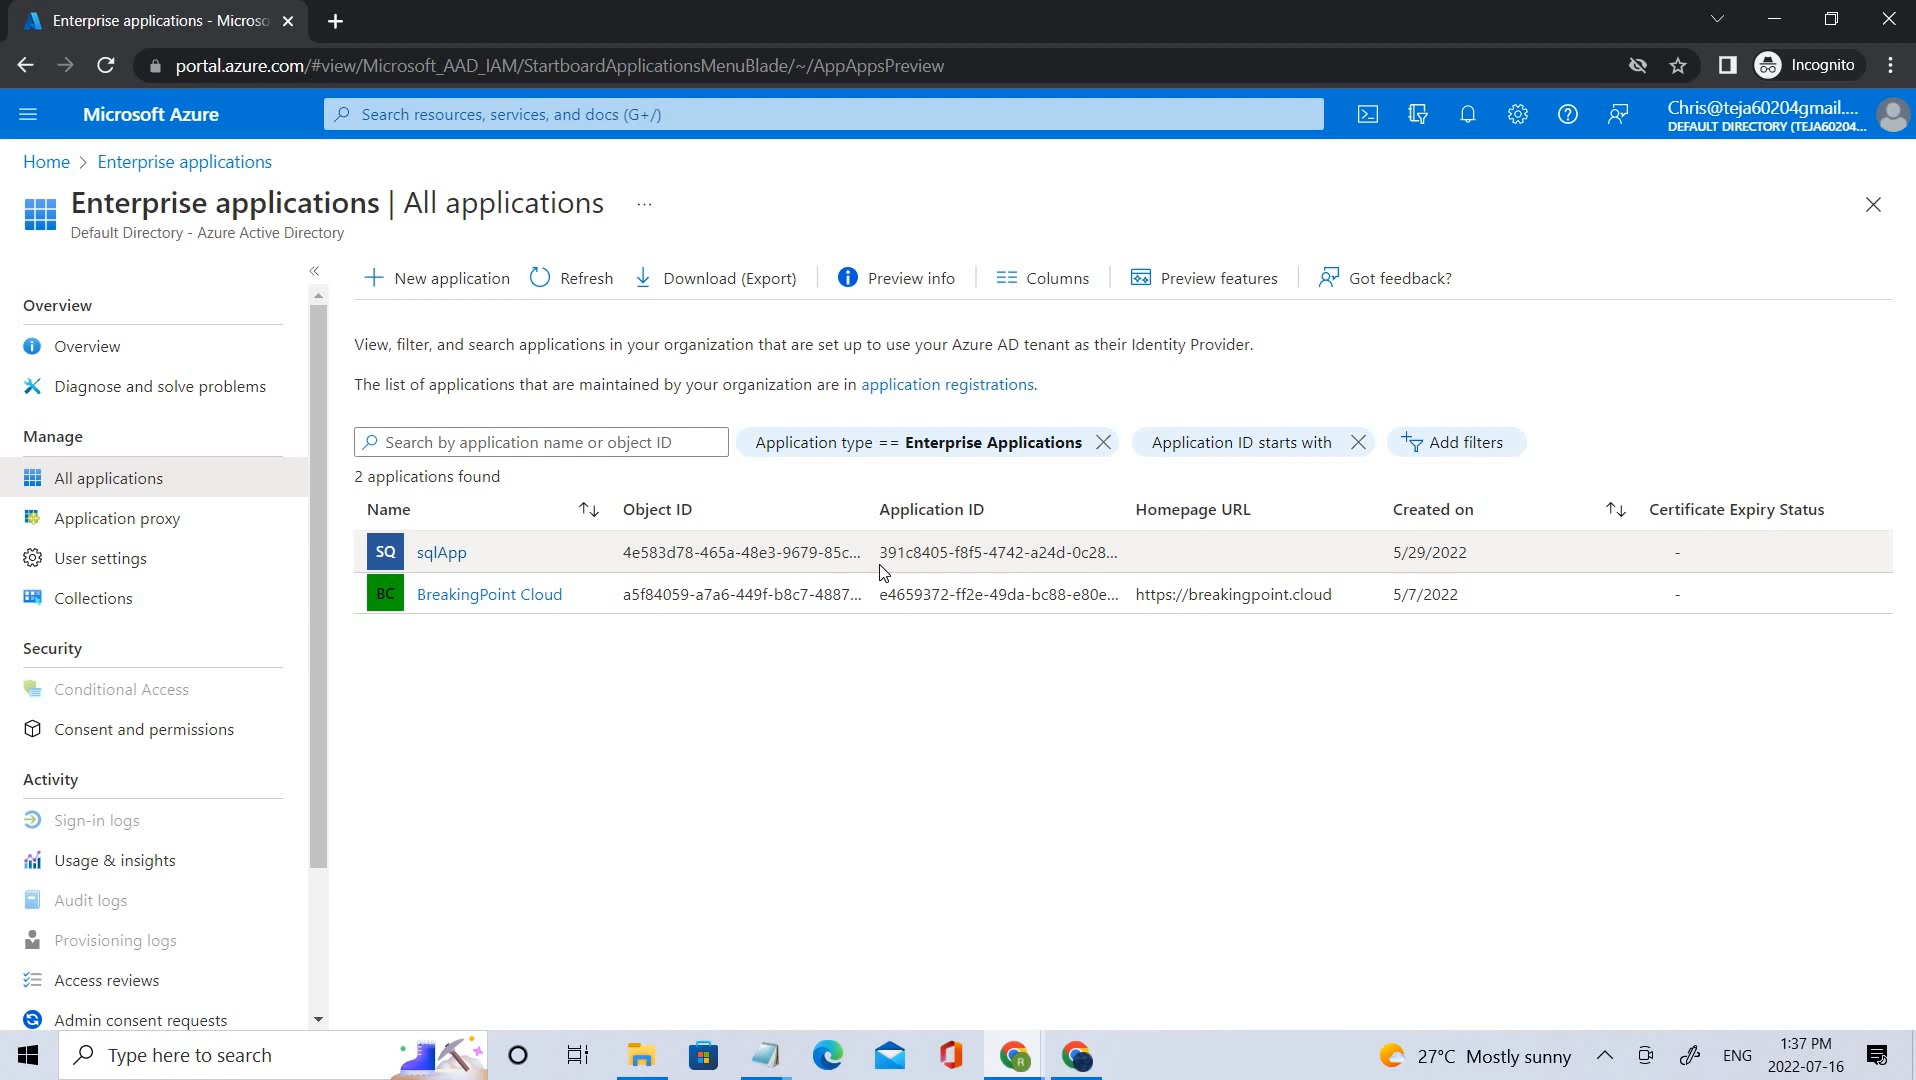 Enterprise applications - Microso
portal.azure.com/#view/Microsoft_AAD_IAM/StartboardApplicationsMenuBlade/~/AppAppsPreview
Incognito
Microsoft Azure
Search resources, services, and docs (G+/)
Chris@teja60204gmail....
DEFAULT DIRECTORY (TEJA60204...
Home > Enterprise applications
Enterprise applications | All applications ...
Default Directory - Azure Active Directory
New application
Refresh
Download (Export)
Preview info
Columns
Preview features
Got feedback?
Overview
Overview
Diagnose and solve problems
Manage
All applications
Application proxy
User settings
Collections
Security
Conditional Access
Consent and permissions
Activity
Sign-in logs
Usage & insights
Audit logs
Provisioning logs
Access reviews
Admin consent requests
View, filter, and search applications in your organization that are set up to use your Azure AD tenant as their Identity Provider.
The list of applications that are maintained by your organization are in application registrations.
Search by application name or object ID
Application type == Enterprise Applications
Application ID starts with
Add filters
2 applications found
Name Object ID Application ID Homepage URL Created on Certificate Expiry Status
SQ sqlApp 4e583d78-465a-48e3-9679-85c... 391c8405-f8f5-4742-a24d-0c28... 5/29/2022 -
BC BreakingPoint Cloud a5f84059-a7a6-449f-b8c7-4887... e4659372-ff2e-49da-bc88-e80e... https://breakingpoint.cloud 5/7/2022 -
Type here to search
R
27°C Mostly sunny
ENG
1:37 PM
2022-07-16